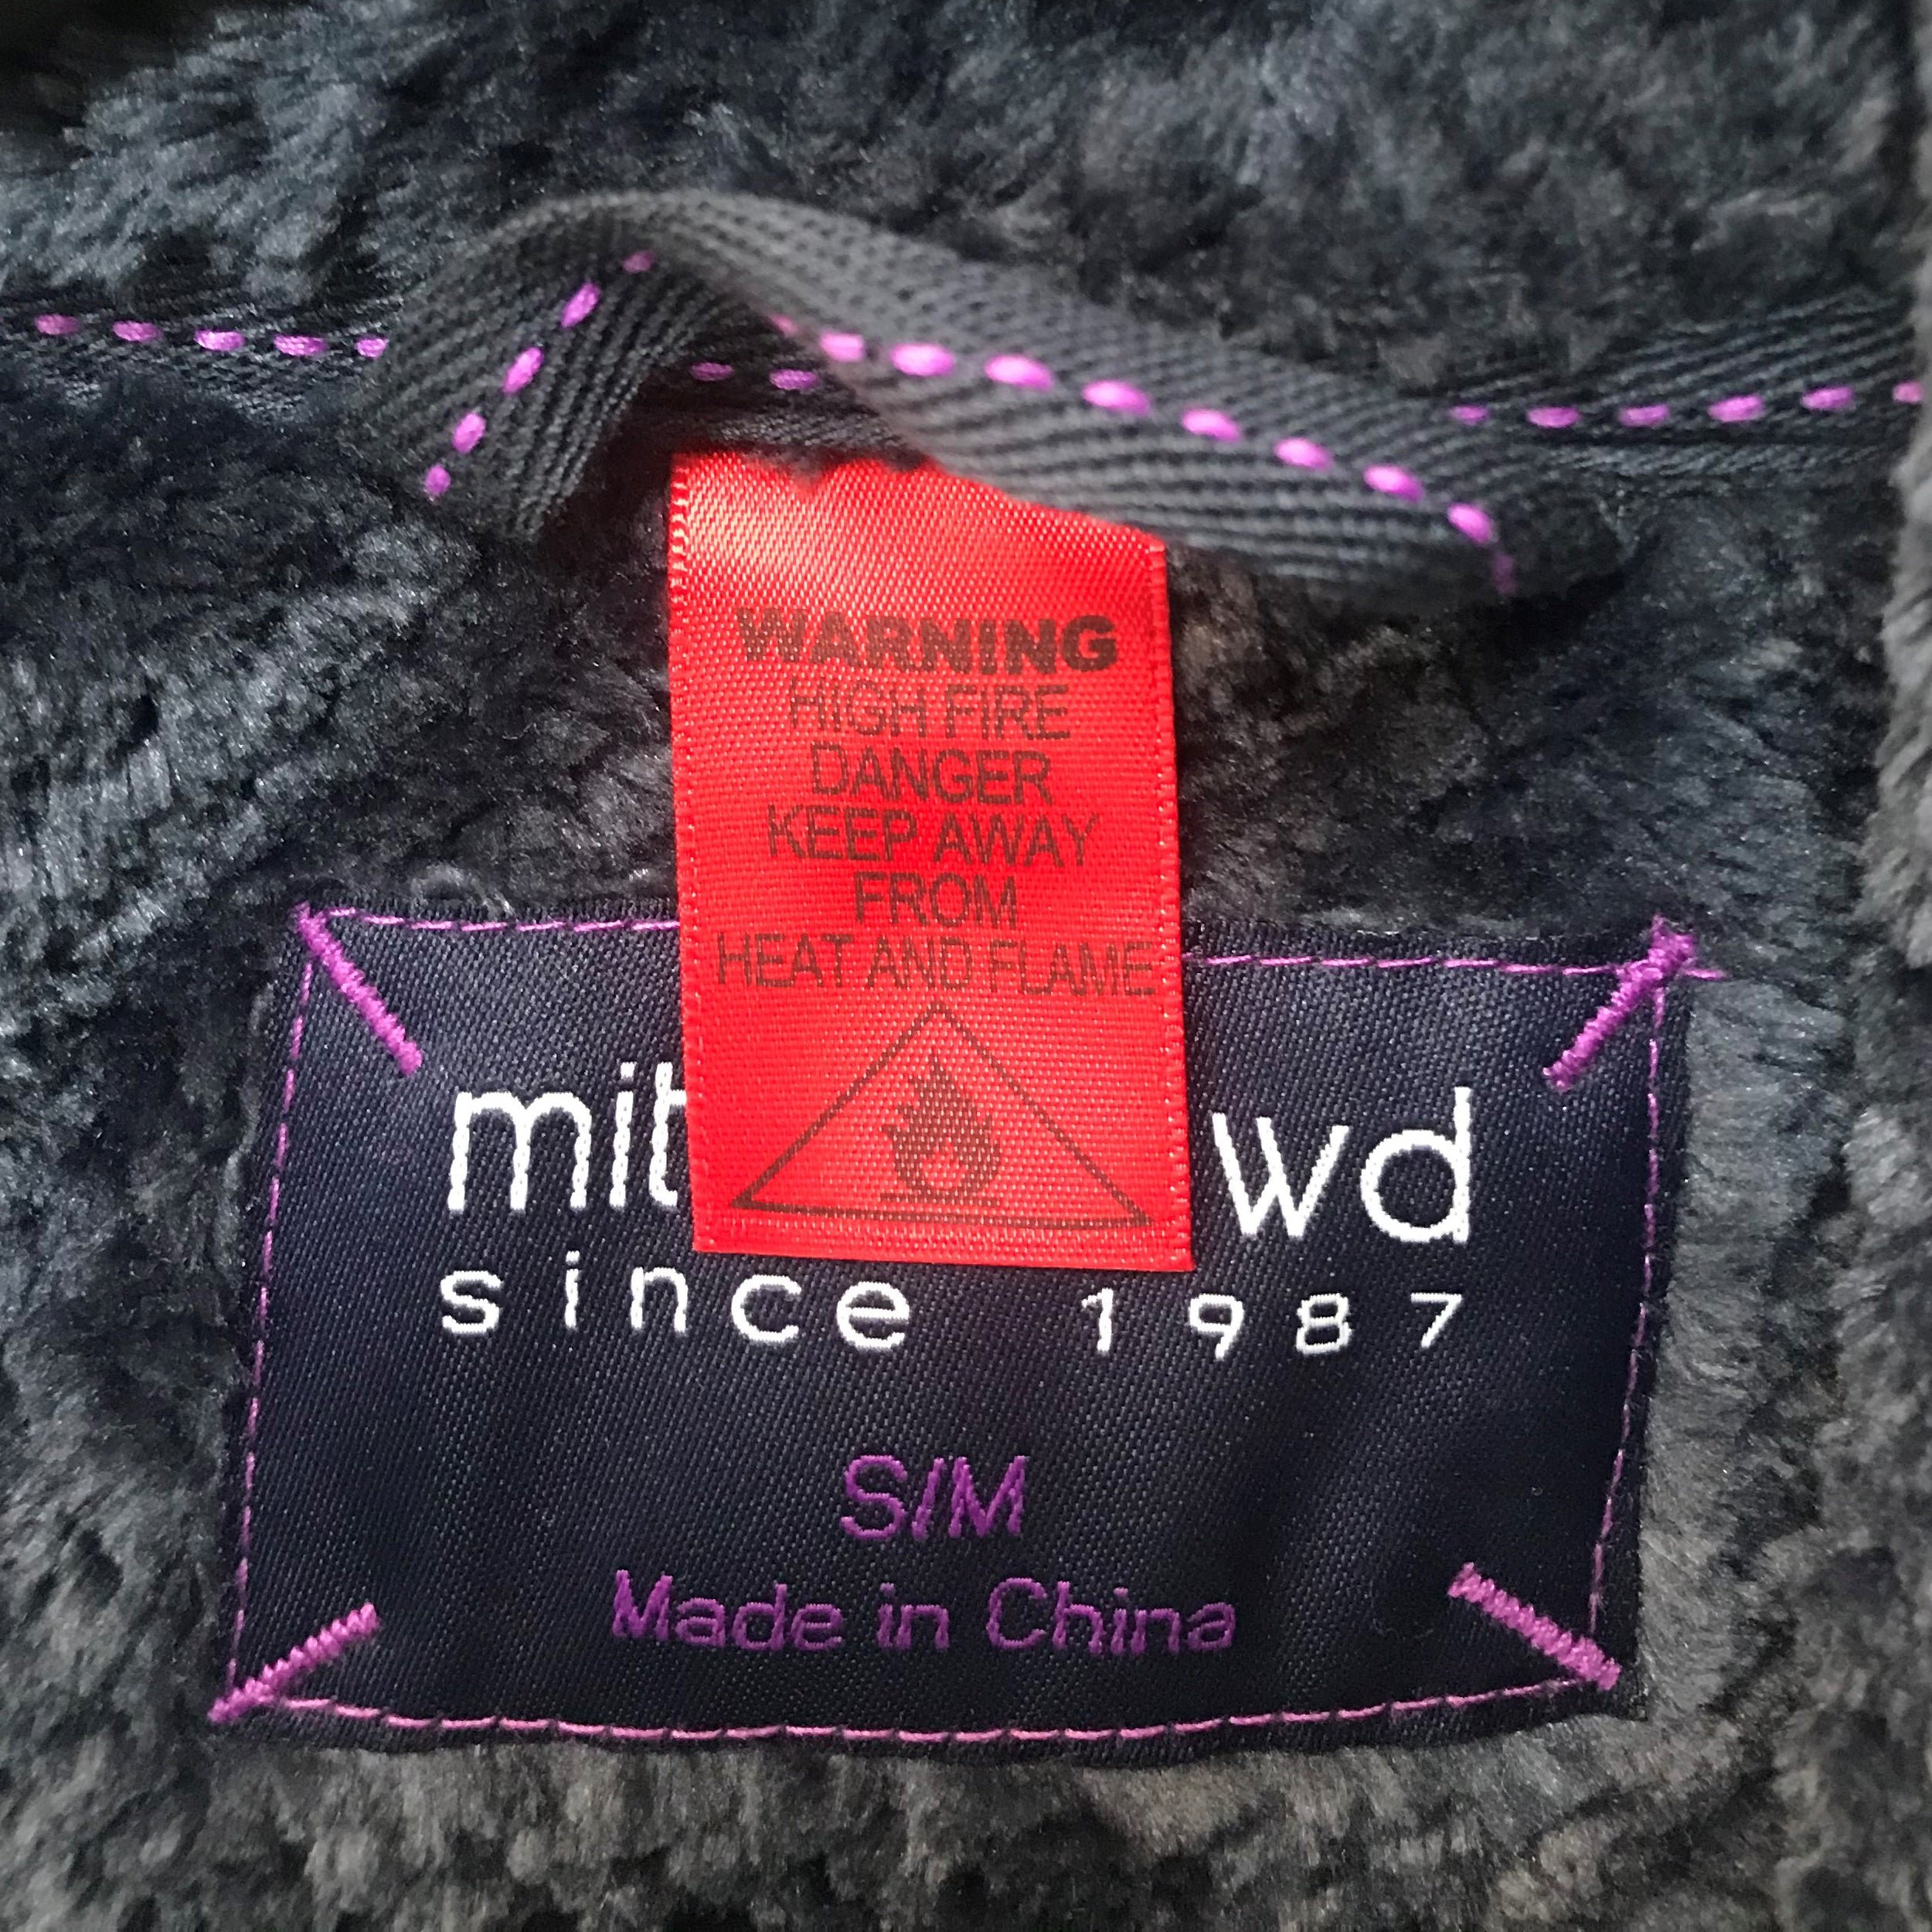 WARNING
HIGH FIRE
DANGER
KEEP AWAY
FROM
HEAT AND FLAME
mit wd
since 1987
S/M
Made in China